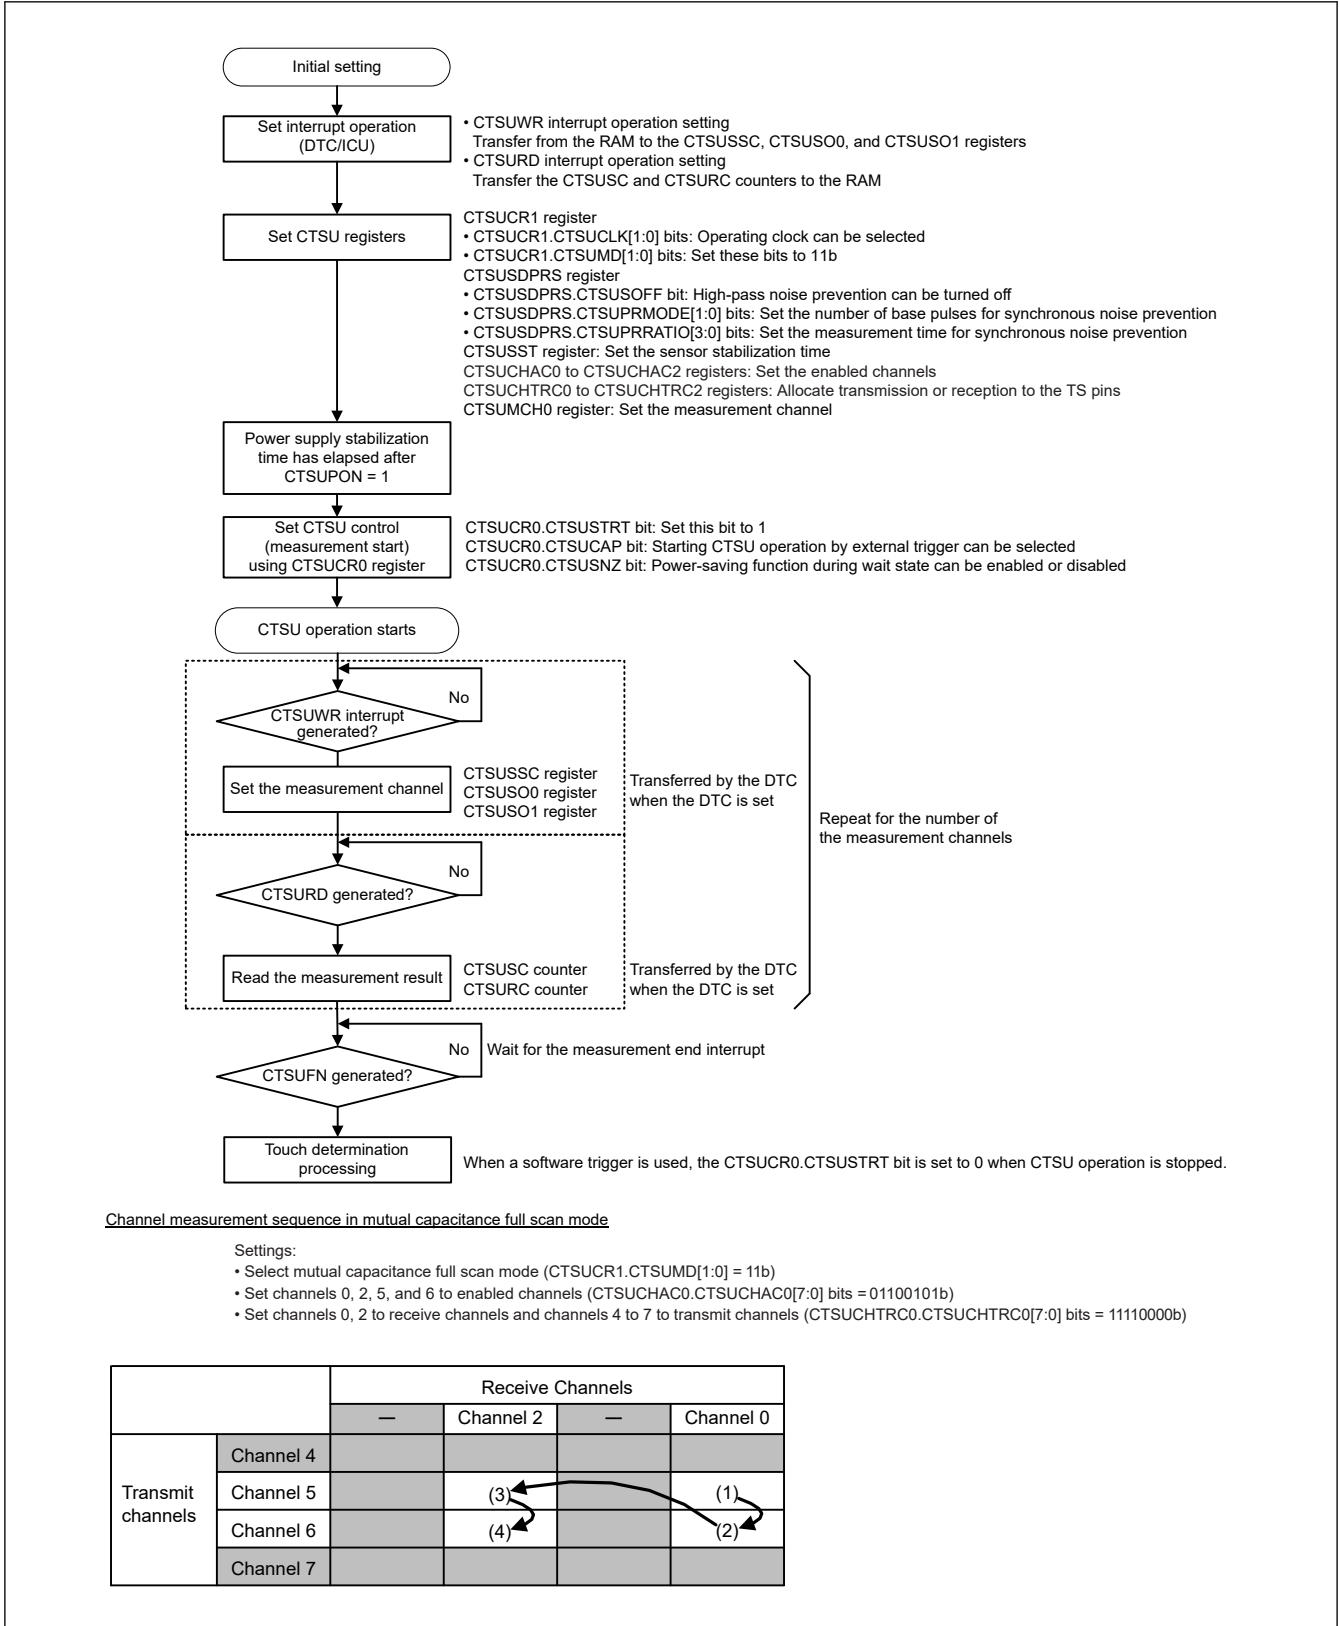 Initial setting
Set interrupt operation
(DTC/ICU)
• CTSUWR interrupt operation setting
Transfer from the RAM to the CTSUSSC, CTSUSO0, and CTSUSO1 registers
• CTSURD interrupt operation setting
Transfer the CTSUSC and CTSURC counters to the RAM
Set CTSU registers
CTSUCR1 register
• CTSUCR1.CTSUCLK[1:0] bits: Operating clock can be selected
• CTSUCR1.CTSUMD[1:0] bits: Set these bits to 11b
CTSUSDPRS register
• CTSUSDPRS.CTSUSOFF bit: High-pass noise prevention can be turned off
• CTSUSDPRS.CTSUPRMODE[1:0] bits: Set the number of base pulses for synchronous noise prevention
• CTSUSDPRS.CTSUPRRATIO[3:0] bits: Set the measurement time for synchronous noise prevention
CTSUSST register: Set the sensor stabilization time
CTSUCHAC0 to CTSUCHAC2 registers: Set the enabled channels
CTSUCHTRC0 to CTSUCHTRC2 registers: Allocate transmission or reception to the TS pins
CTSUMCH0 register: Set the measurement channel
Power supply stabilization
time has elapsed after
CTSUPON = 1
Set CTSU control
(measurement start)
using CTSUCR0 register
CTSUCR0.CTSUSTRT bit: Set this bit to 1
CTSUCR0.CTSUCAP bit: Starting CTSU operation by external trigger can be selected
CTSUCR0.CTSUSNZ bit: Power-saving function during wait state can be enabled or disabled
CTSU operation starts
No
CTSUWR interrupt
generated?
Set the measurement channel
CTSUSSC register
CTSUSO0 register
CTSUSO1 register
Transferred by the DTC
when the DTC is set
Repeat for the number of
the measurement channels
No
CTSURD generated?
Read the measurement result
CTSUSC counter
CTSURC counter
Transferred by the DTC
when the DTC is set
No
Wait for the measurement end interrupt
CTSUFN generated?
Touch determination
processing
When a software trigger is used, the CTSUCR0.CTSUSTRT bit is set to 0 when CTSU operation is stopped.
Channel measurement sequence in mutual capacitance full scan mode
Settings:
• Select mutual capacitance full scan mode (CTSUCR1.CTSUMD[1:0] = 11b)
• Set channels 0, 2, 5, and 6 to enabled channels (CTSUCHAC0.CTSUCHAC0[7:0] bits = 01100101b)
• Set channels 0, 2 to receive channels and channels 4 to 7 to transmit channels (CTSUCHTRC0.CTSUCHTRC0[7:0] bits = 11110000b)
Receive Channels
— Channel 2 — Channel 0
Transmit
channels
Channel 4
Channel 5 (3) (1)
Channel 6 (4) (2)
Channel 7